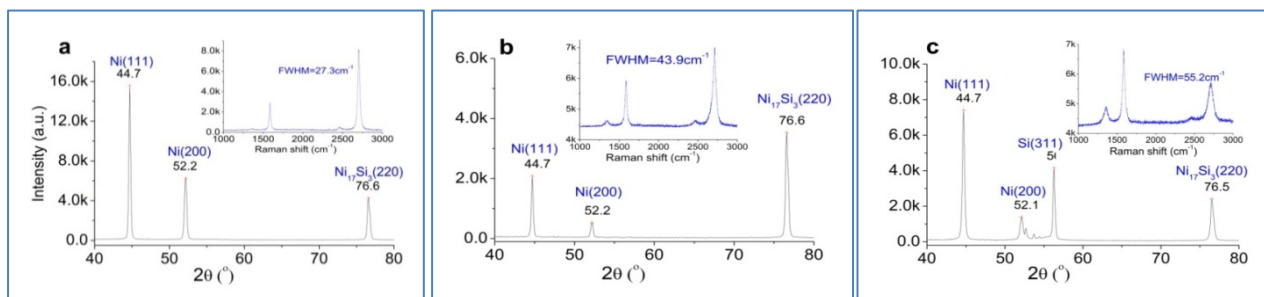 a
Ni(111)
44.7
16.0k
12.0k
8.0k
4.0k
0.0
Intensity (a.u.)
Ni(200)
52.2
Ni₁₇Si₃(220)
76.6
40 50 60 70 80
2θ (°)
8.0k
6.0k
4.0k
2.0k
0.0
FWHM=27.3cm⁻¹
1000 1500 2000 2500 3000
Raman shift (cm⁻¹)
b
6.0k
4.0k
2.0k
0.0
Ni(111)
44.7
Ni(200)
52.2
Ni₁₇Si₃(220)
76.6
40 50 60 70 80
2θ (°)
7k
6k
5k
4k
FWHM=43.9cm⁻¹
1000 1500 2000 2500 3000
Raman shift (cm⁻¹)
c
10.0k
8.0k
6.0k
4.0k
2.0k
0.0
Ni(111)
44.7
Ni(200)
52.1
Si(311)
Ni₁₇Si₃(220)
76.5
40 50 60 70 80
2θ (°)
7k
6k
5k
4k
FWHM=55.2cm⁻¹
1000 1500 2000 2500 3000
Raman shift (cm⁻¹)